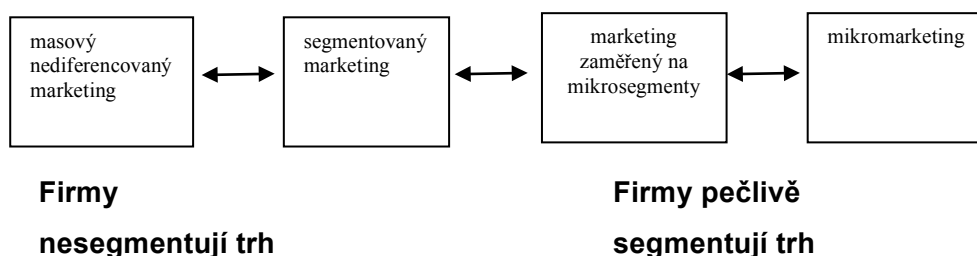 masový
nediferencovaný
marketing
segmentovaný
marketing
marketing
zaměřený na
mikrosegmenty
mikromarketing
Firmy
nesegmentují trh
Firmy pečlivě
segmentují trh